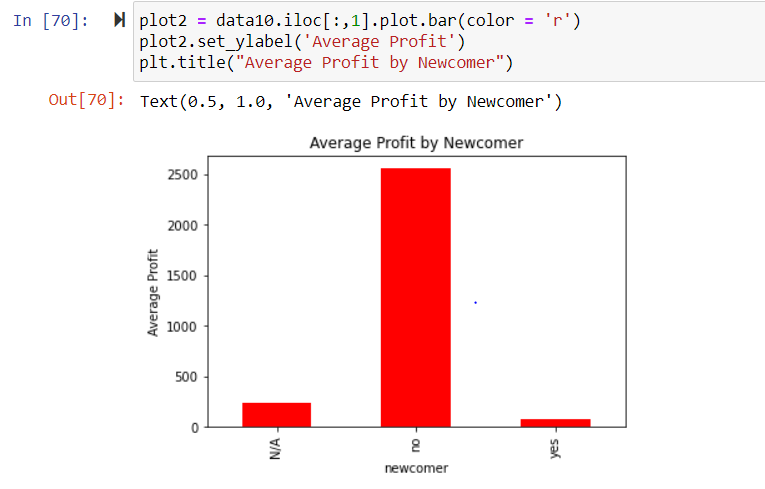 In [70]:
plot2 = data10.iloc[:,1].plot.bar(color = 'r')
plot2.set_ylabel('Average Profit')
plt.title("Average Profit by Newcomer")
Out[70]: Text(0.5, 1.0, 'Average Profit by Newcomer')
Average Profit by Newcomer
2500
2000
1500
1000
500
0
Average Profit
N/A
no
yes
newcomer